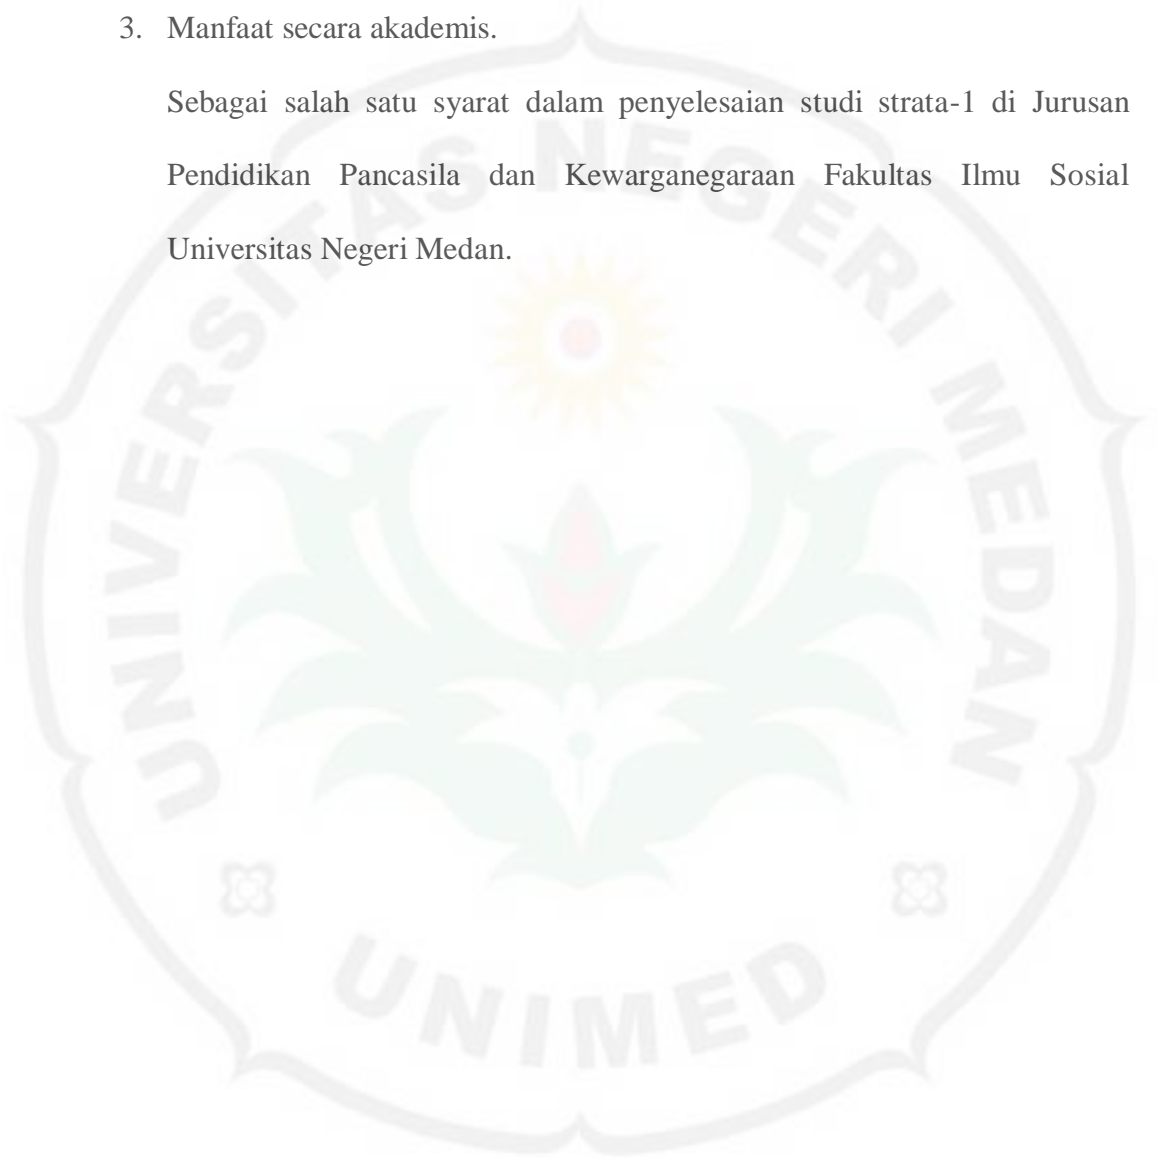 3. Manfaat secara akademis.
Sebagai salah satu syarat dalam penyelesaian studi strata-1 di Jurusan
Pendidikan Pancasila dan Kewarganegaraan Fakultas Ilmu Sosial
Universitas Negeri Medan.
UNIVERSITAS NEGERI MEDAN
UNIMED